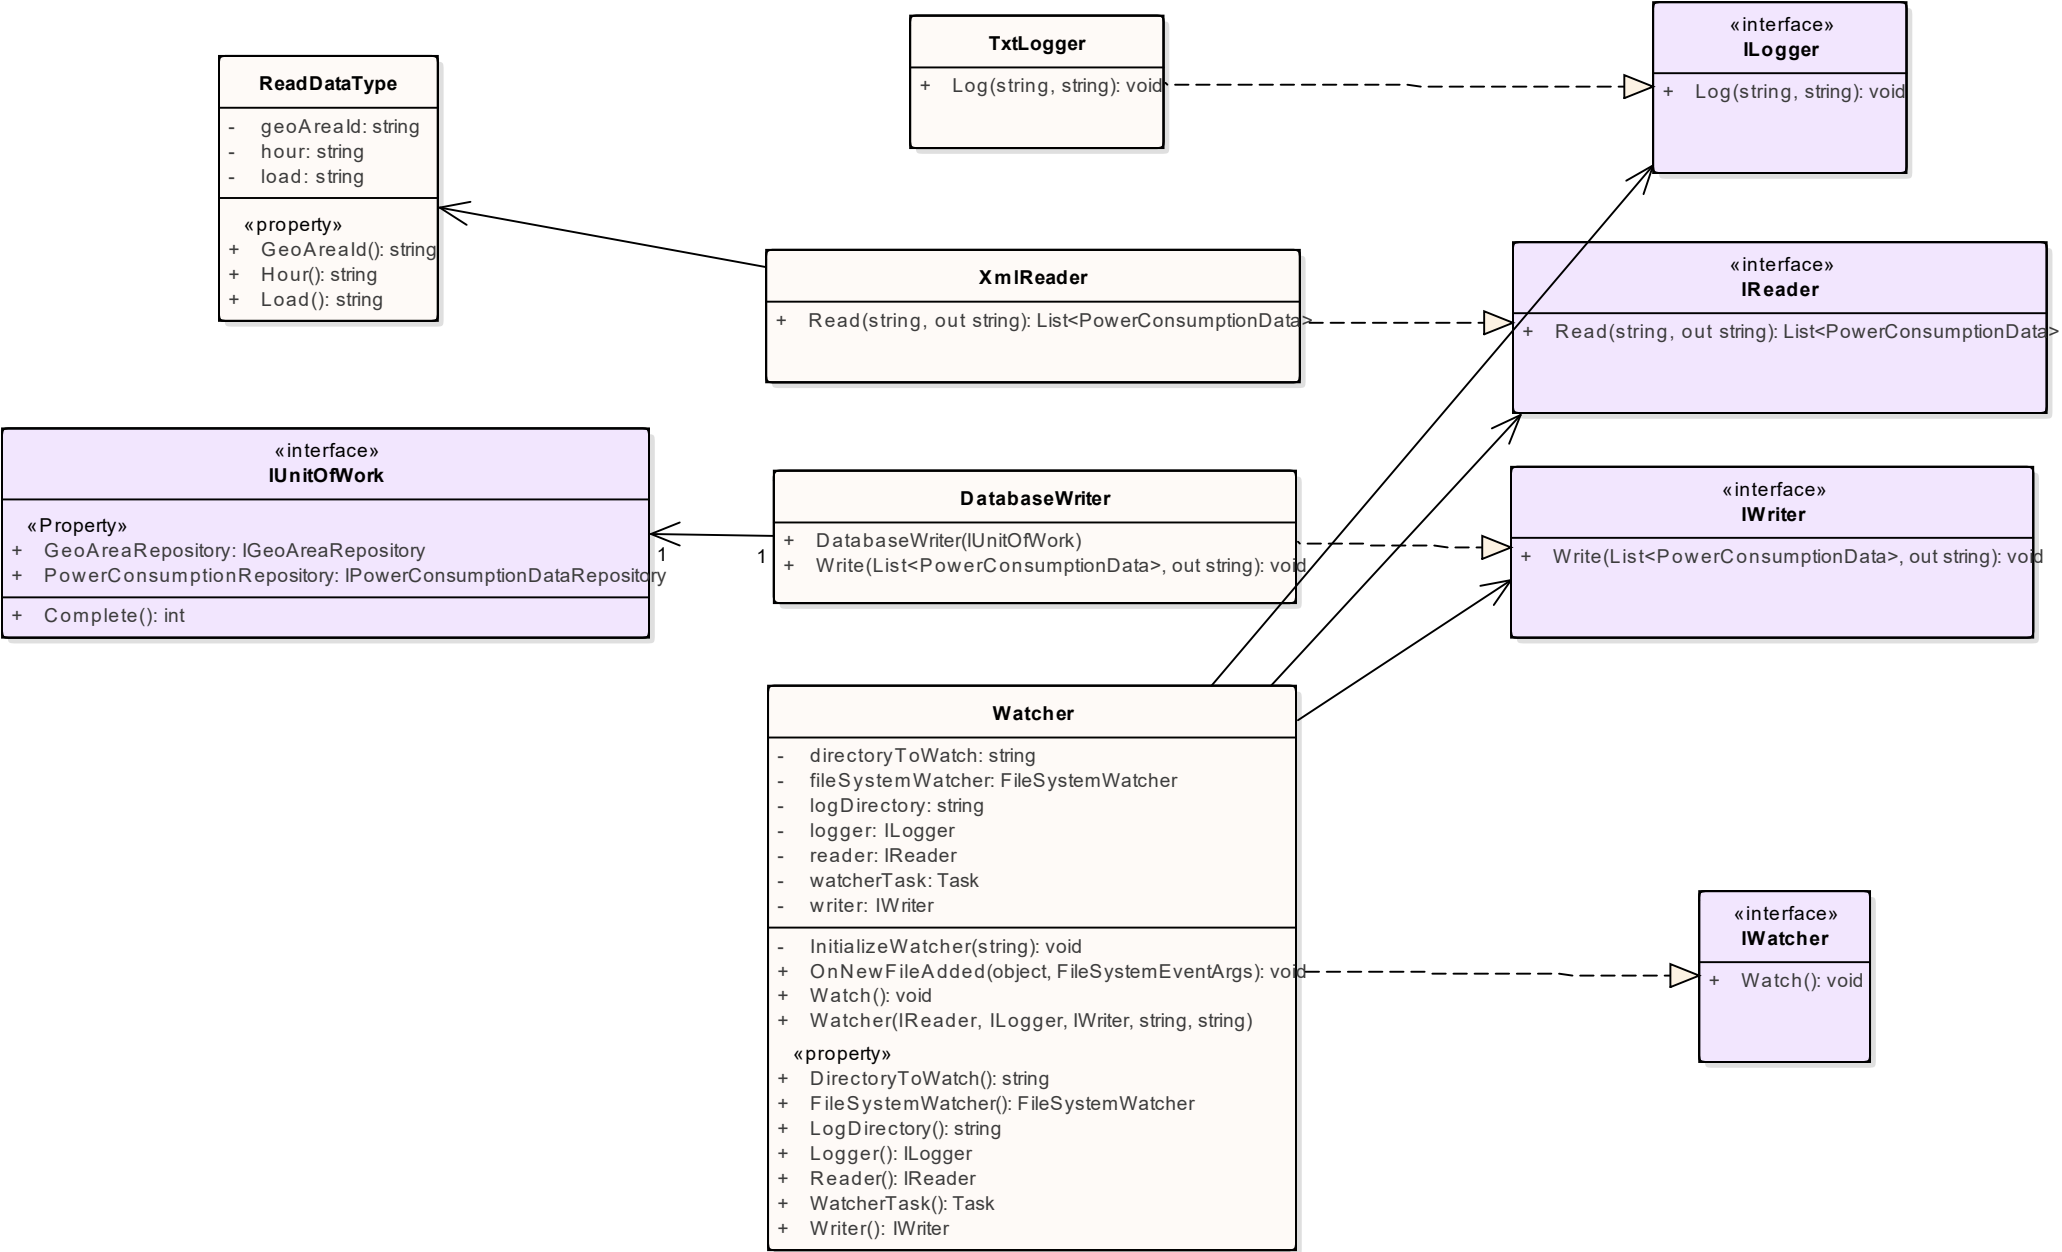 TxtLogger
+ Log(string, string): void
«interface»
ILogger
+ Log(string, string): void
ReadDataType
- geoAreaId: string
- hour: string
- load: string
«property»
+ GeoAreaId(): string
+ Hour(): string
+ Load(): string
XmlReader
+ Read(string, out string): List<PowerConsumptionData>
«interface»
IReader
+ Read(string, out string): List<PowerConsumptionData>
«interface»
IUnitOfWork
«Property»
+ GeoAreaRepository: IGeoAreaRepository
+ PowerConsumptionRepository: IPowerConsumptionDataRepository
+ Complete(): int
1
1
DatabaseWriter
+ DatabaseWriter(IUnitOfWork)
+ Write(List<PowerConsumptionData>, out string): void
«interface»
IWriter
+ Write(List<PowerConsumptionData>, out string): void
Watcher
- directoryToWatch: string
- fileSystemWatcher: FileSystemWatcher
- logDirectory: string
- logger: ILogger
- reader: IReader
- watcherTask: Task
- writer: IWriter
- InitializeWatcher(string): void
+ OnNewFileAdded(object, FileSystemEventArgs): void
+ Watch(): void
+ Watcher(IReader, ILogger, IWriter, string, string)
«property»
+ DirectoryToWatch(): string
+ FileSystemWatcher(): FileSystemWatcher
+ LogDirectory(): string
+ Logger(): ILogger
+ Reader(): IReader
+ WatcherTask(): Task
+ Writer(): IWriter
«interface»
IWatcher
+ Watch(): void